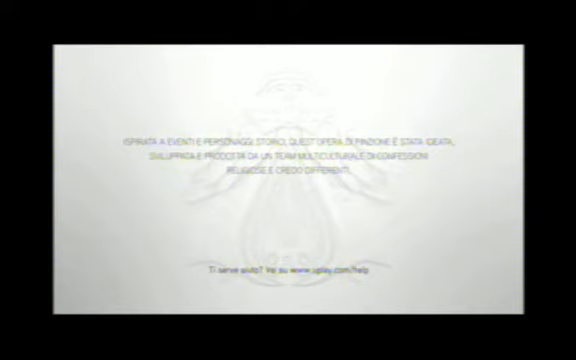 ISPIRATA A EVENTI E PERSONAGGI STORICI, QUEST'OPERA DI FINZIONE È STATA IDEATA,
SVILUPPATA E PRODOTTA DA UN TEAM MULTICULTURALE DI CONFESSIONI
RELIGIOSE E CREDO DIFFERENTI.
Ti serve aiuto? Vai su www.uplay.com/help